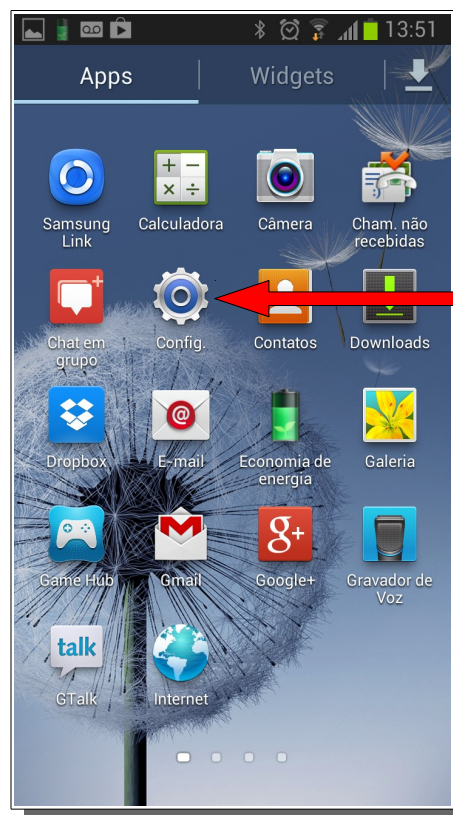 13:51
Apps
Widgets
Samsung
Link
Calculadora
Câmera
Cham. não
recebidas
Chat em
grupo
Config.
Contatos
Downloads
Dropbox
E-mail
Economia de
energia
Galeria
Game Hub
Gmail
g+
Google+
Gravador de
Voz
talk
GTalk
Internet